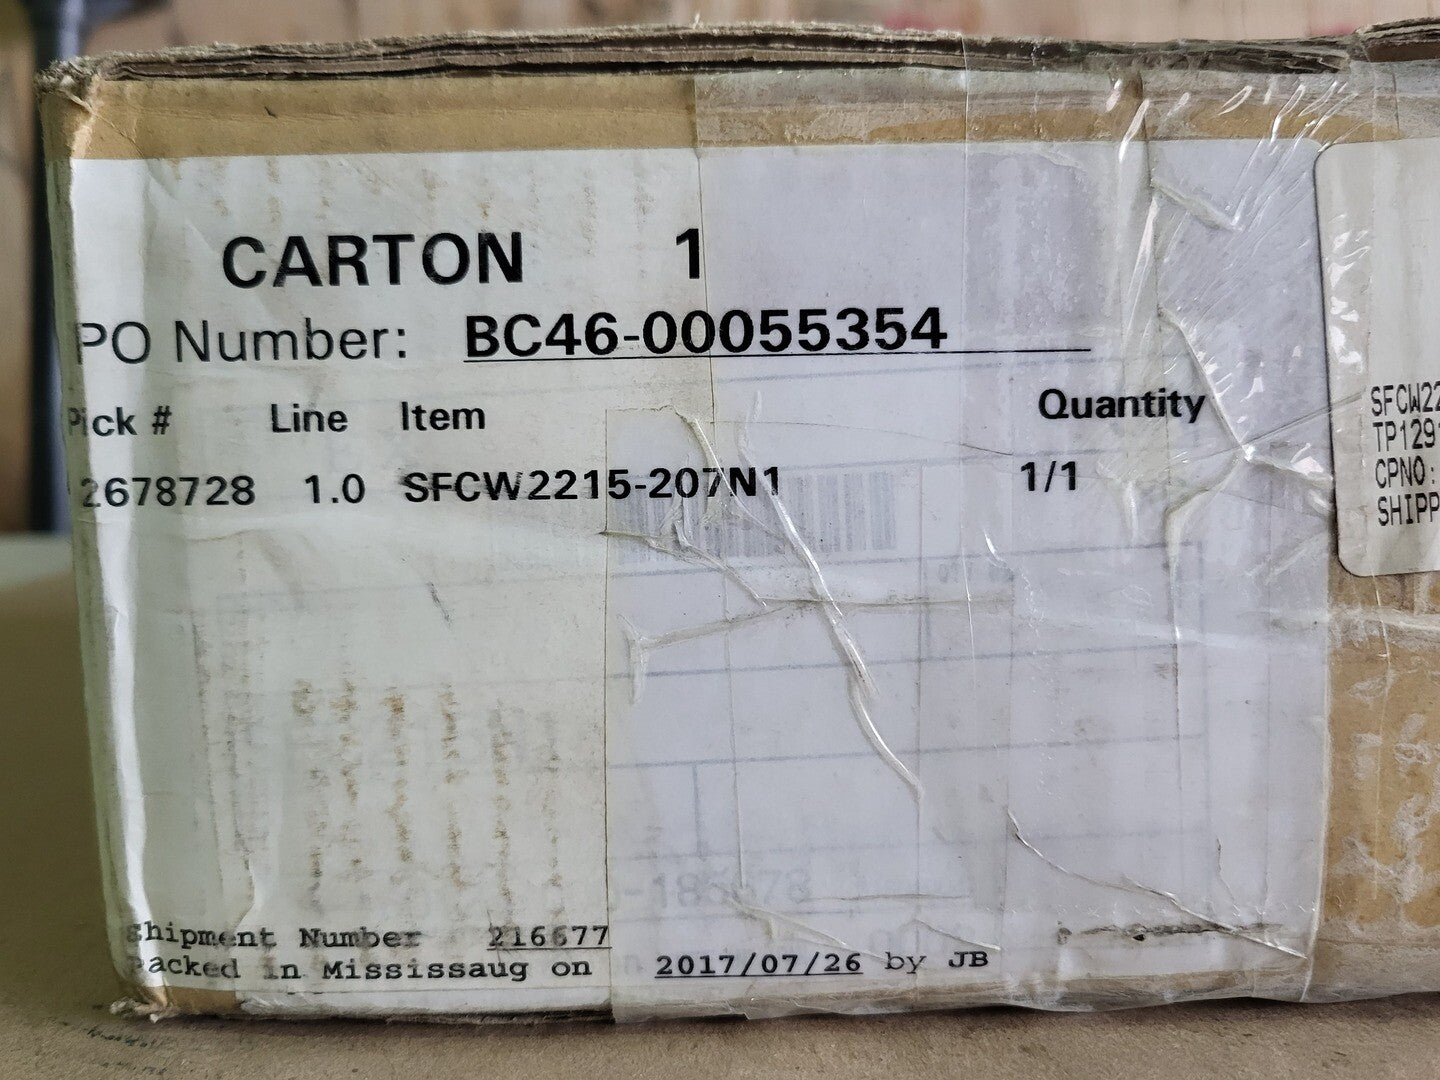 CARTON 1
PO Number: BC46-00055354
Pick # Line Item Quantity
2678728 1.0 SFCW2215-207N1 1/1
Shipment Number 216677
Packed in Mississaug on 2017/07/26 by JB
SFCW22
TP1291
CPNO:
SHIPP